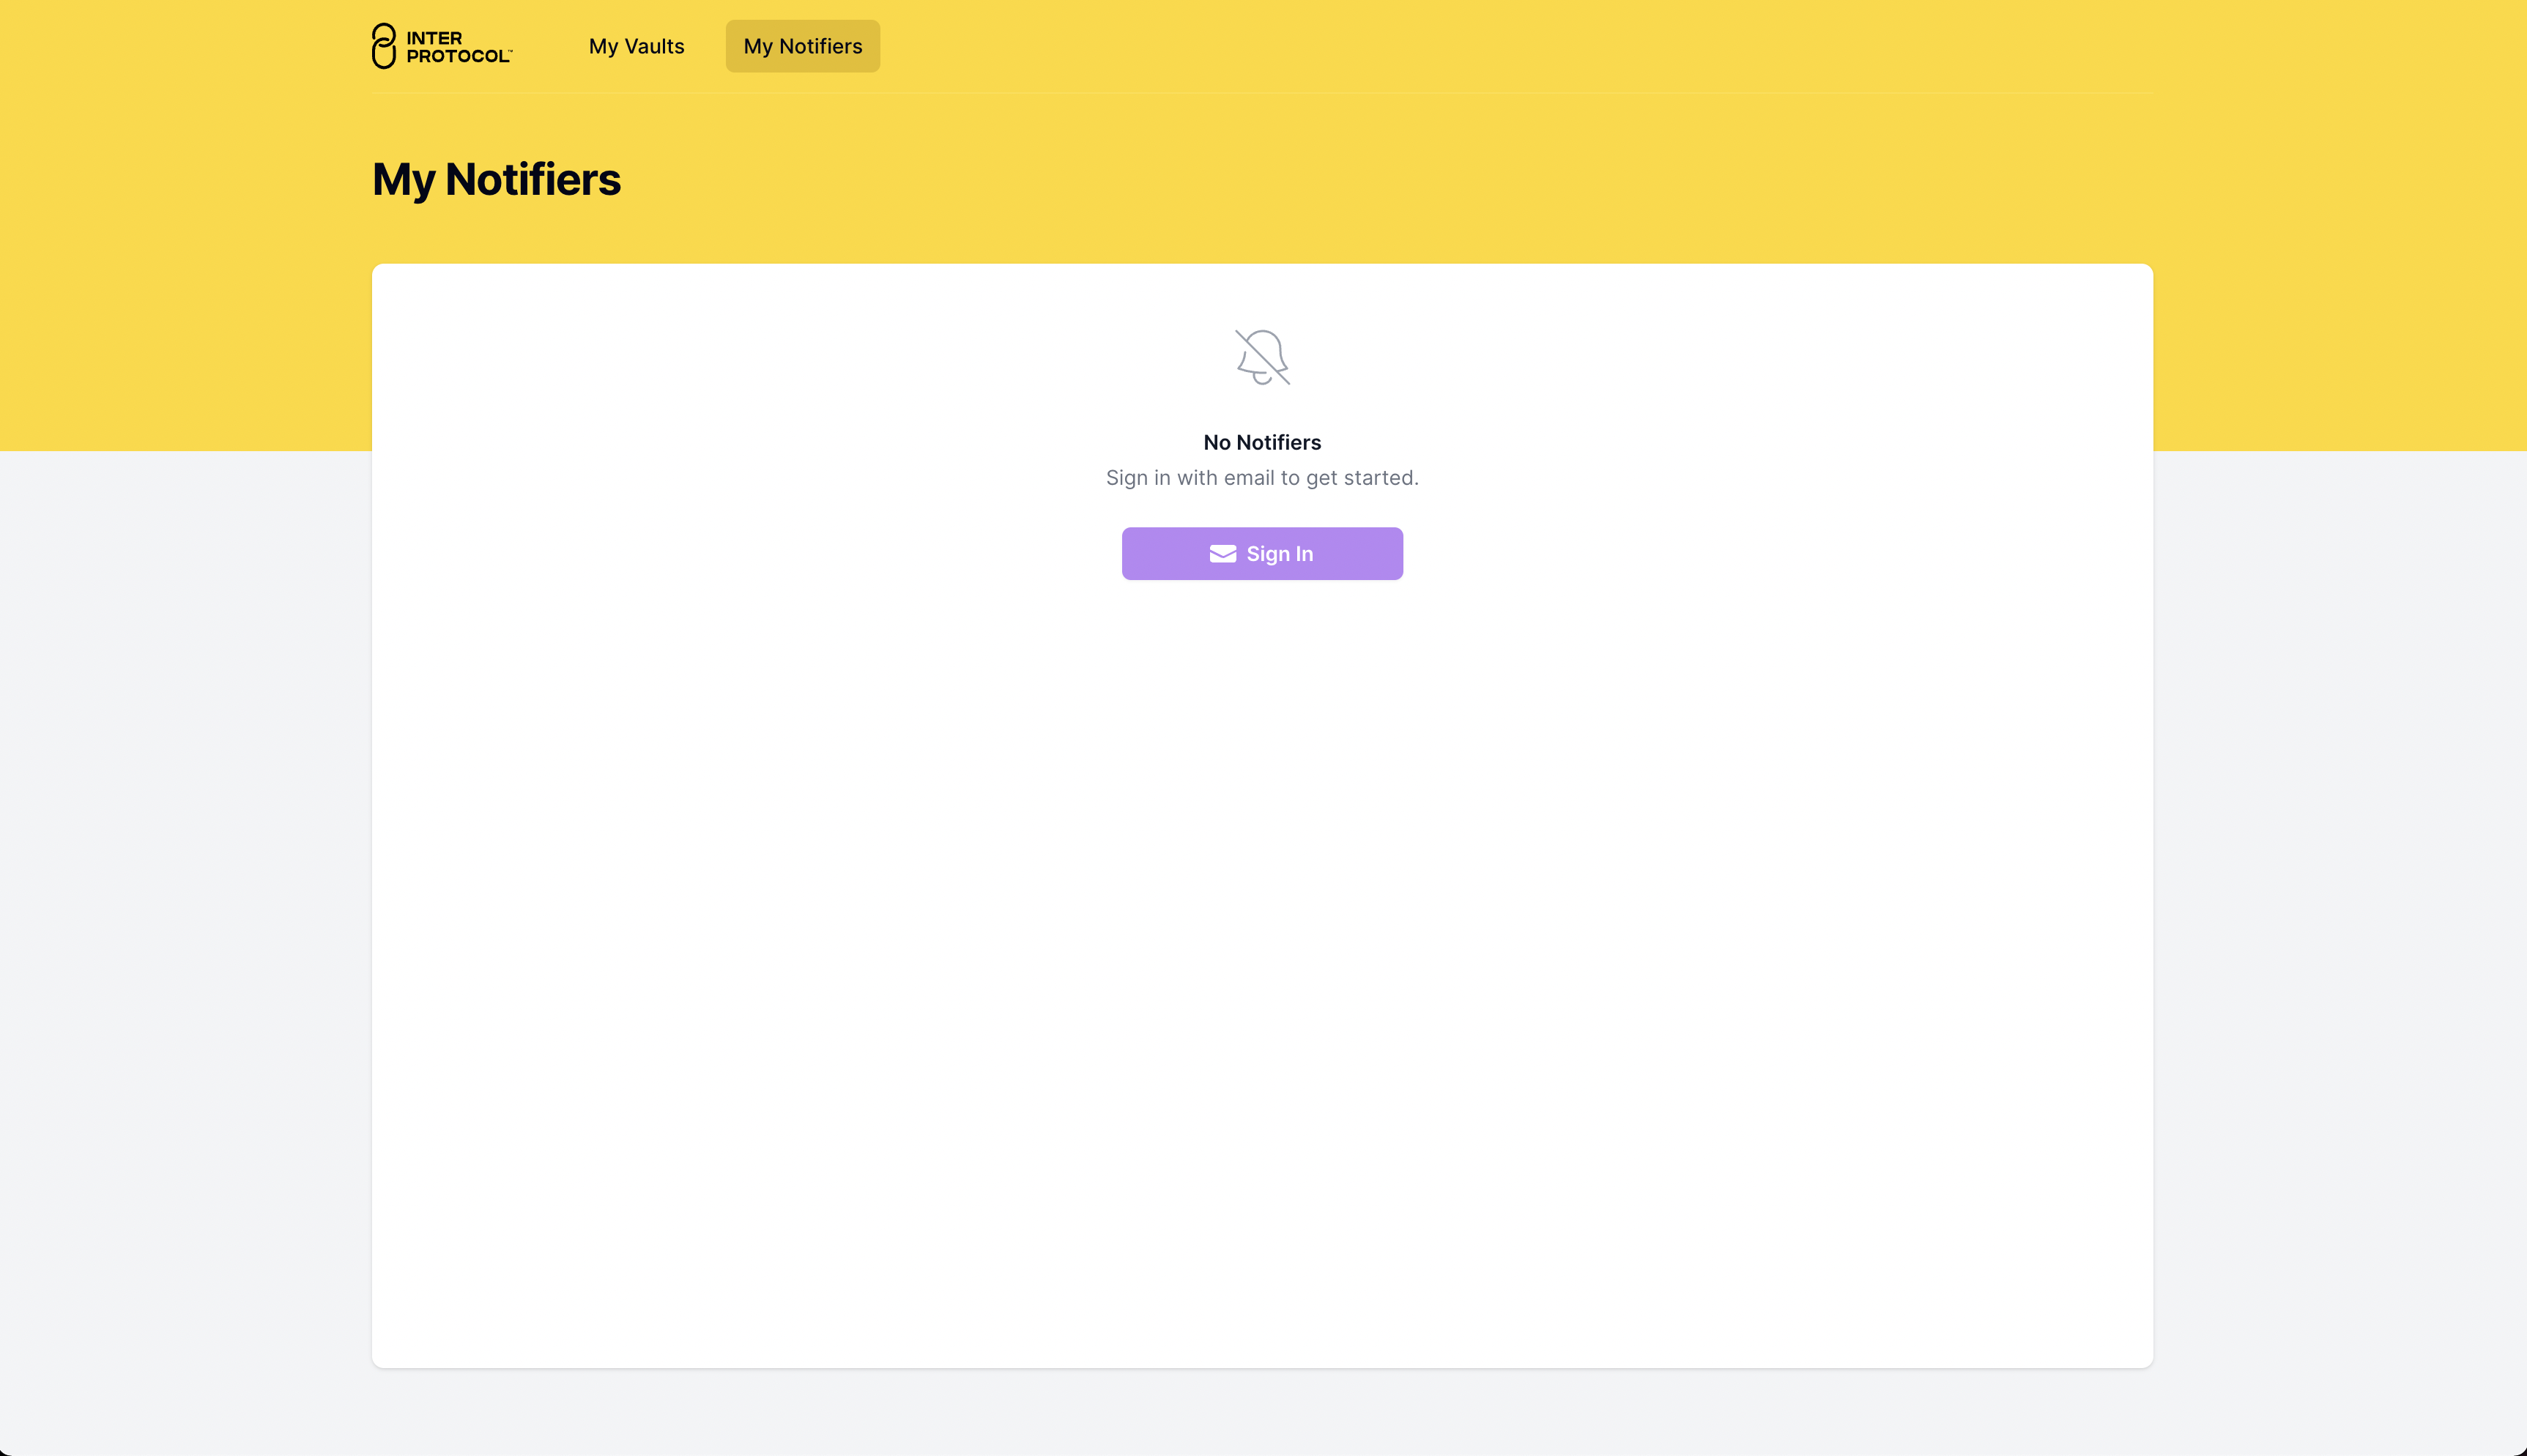 INTER
PROTOCOL™
My Vaults
My Notifiers
My Notifiers
No Notifiers
Sign in with email to get started.
Sign In